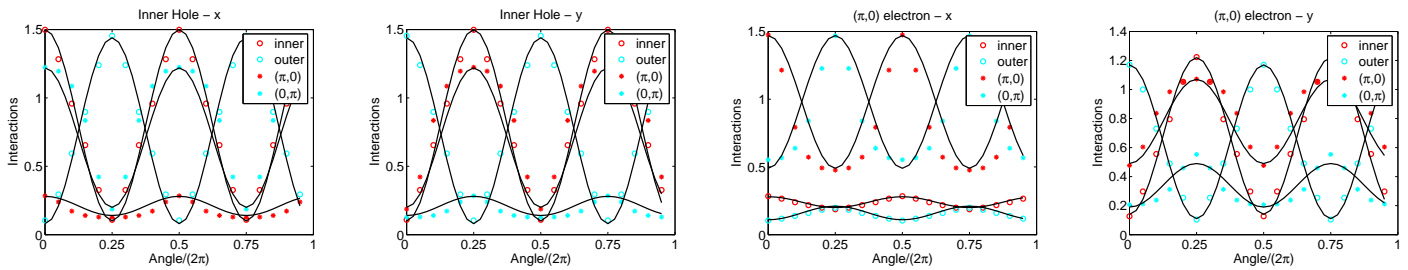 Inner Hole – x
Interactions
1.5
1
0.5
0
0
0.25
0.5
0.75
1
Angle/(2π)
inner
outer
(π,0)
(0,π)
Inner Hole – y
Interactions
1.5
1
0.5
0
0
0.25
0.5
0.75
1
Angle/(2π)
inner
outer
(π,0)
(0,π)
(π,0) electron – x
Interactions
1.5
1
0.5
0
0
0.25
0.5
0.75
1
Angle/(2π)
inner
outer
(π,0)
(0,π)
(π,0) electron – y
Interactions
1.4
1.2
1
0.8
0.6
0.4
0.2
0
0
0.25
0.5
0.75
1
Angle/(2π)
inner
outer
(π,0)
(0,π)